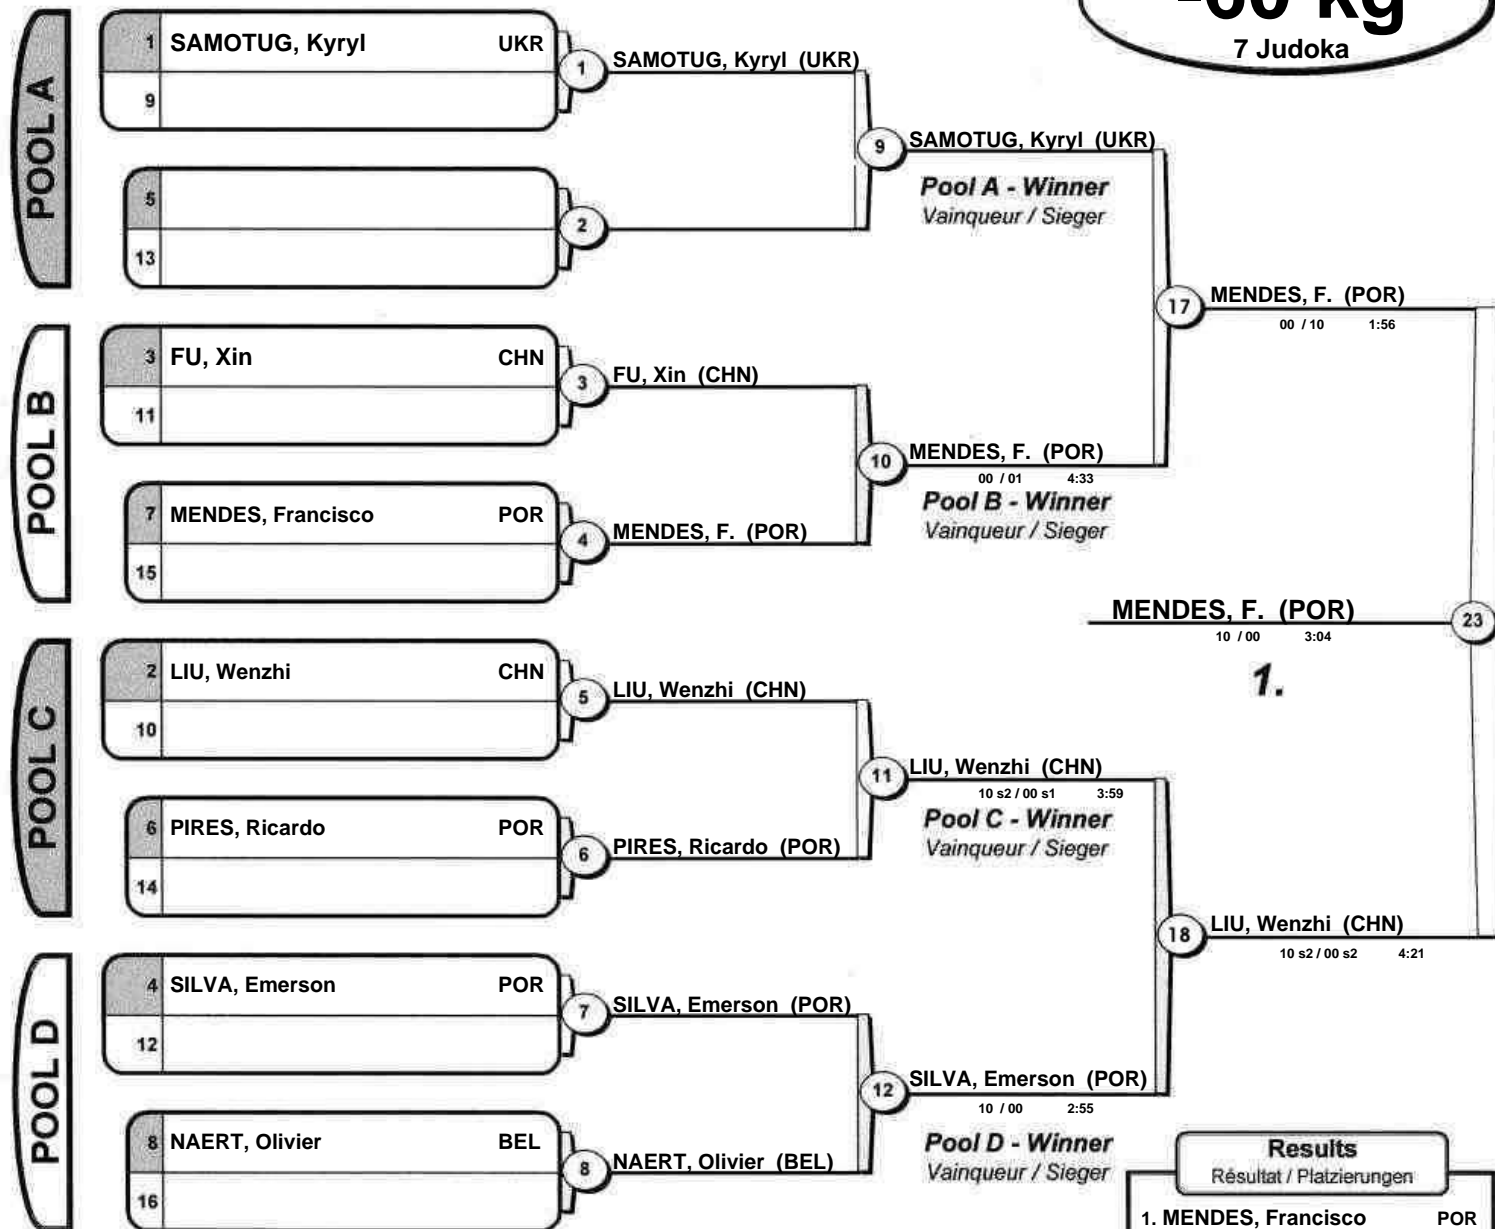 -60 kg
7 Judoka
POOL A
1 SAMOTUG, Kyryl UKR
9
1 SAMOTUG, Kyryl (UKR)
5
13
2
9 SAMOTUG, Kyryl (UKR)
Pool A - Winner
Vainqueur / Sieger
POOL B
3 FU, Xin CHN
11
3 FU, Xin (CHN)
7 MENDES, Francisco POR
15
4 MENDES, F. (POR)
10 MENDES, F. (POR)
00 / 01 4:33
Pool B - Winner
Vainqueur / Sieger
17 MENDES, F. (POR)
00 / 10 1:56
MENDES, F. (POR) 23
10 / 00 3:04
1.
POOL C
2 LIU, Wenzhi CHN
10
5 LIU, Wenzhi (CHN)
6 PIRES, Ricardo POR
14
6 PIRES, Ricardo (POR)
11 LIU, Wenzhi (CHN)
10 s2 / 00 s1 3:59
Pool C - Winner
Vainqueur / Sieger
18 LIU, Wenzhi (CHN)
10 s2 / 00 s2 4:21
POOL D
4 SILVA, Emerson POR
12
7 SILVA, Emerson (POR)
8 NAERT, Olivier BEL
16
8 NAERT, Olivier (BEL)
12 SILVA, Emerson (POR)
10 / 00 2:55
Pool D - Winner
Vainqueur / Sieger
Results
Résultat / Platzierungen
1. MENDES, Francisco POR